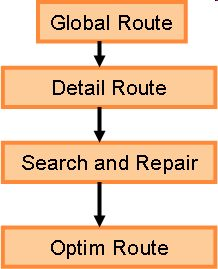 Global Route
Detail Route
Search and Repair
Optim Route